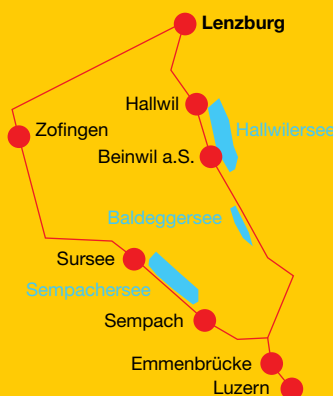 Lenzburg
Hallwil
Zofingen
Hallwilersee
Beinwil a.S.
Baldeggersee
Sursee
Sempachersee
Sempach
Emmenbrücke
Luzern